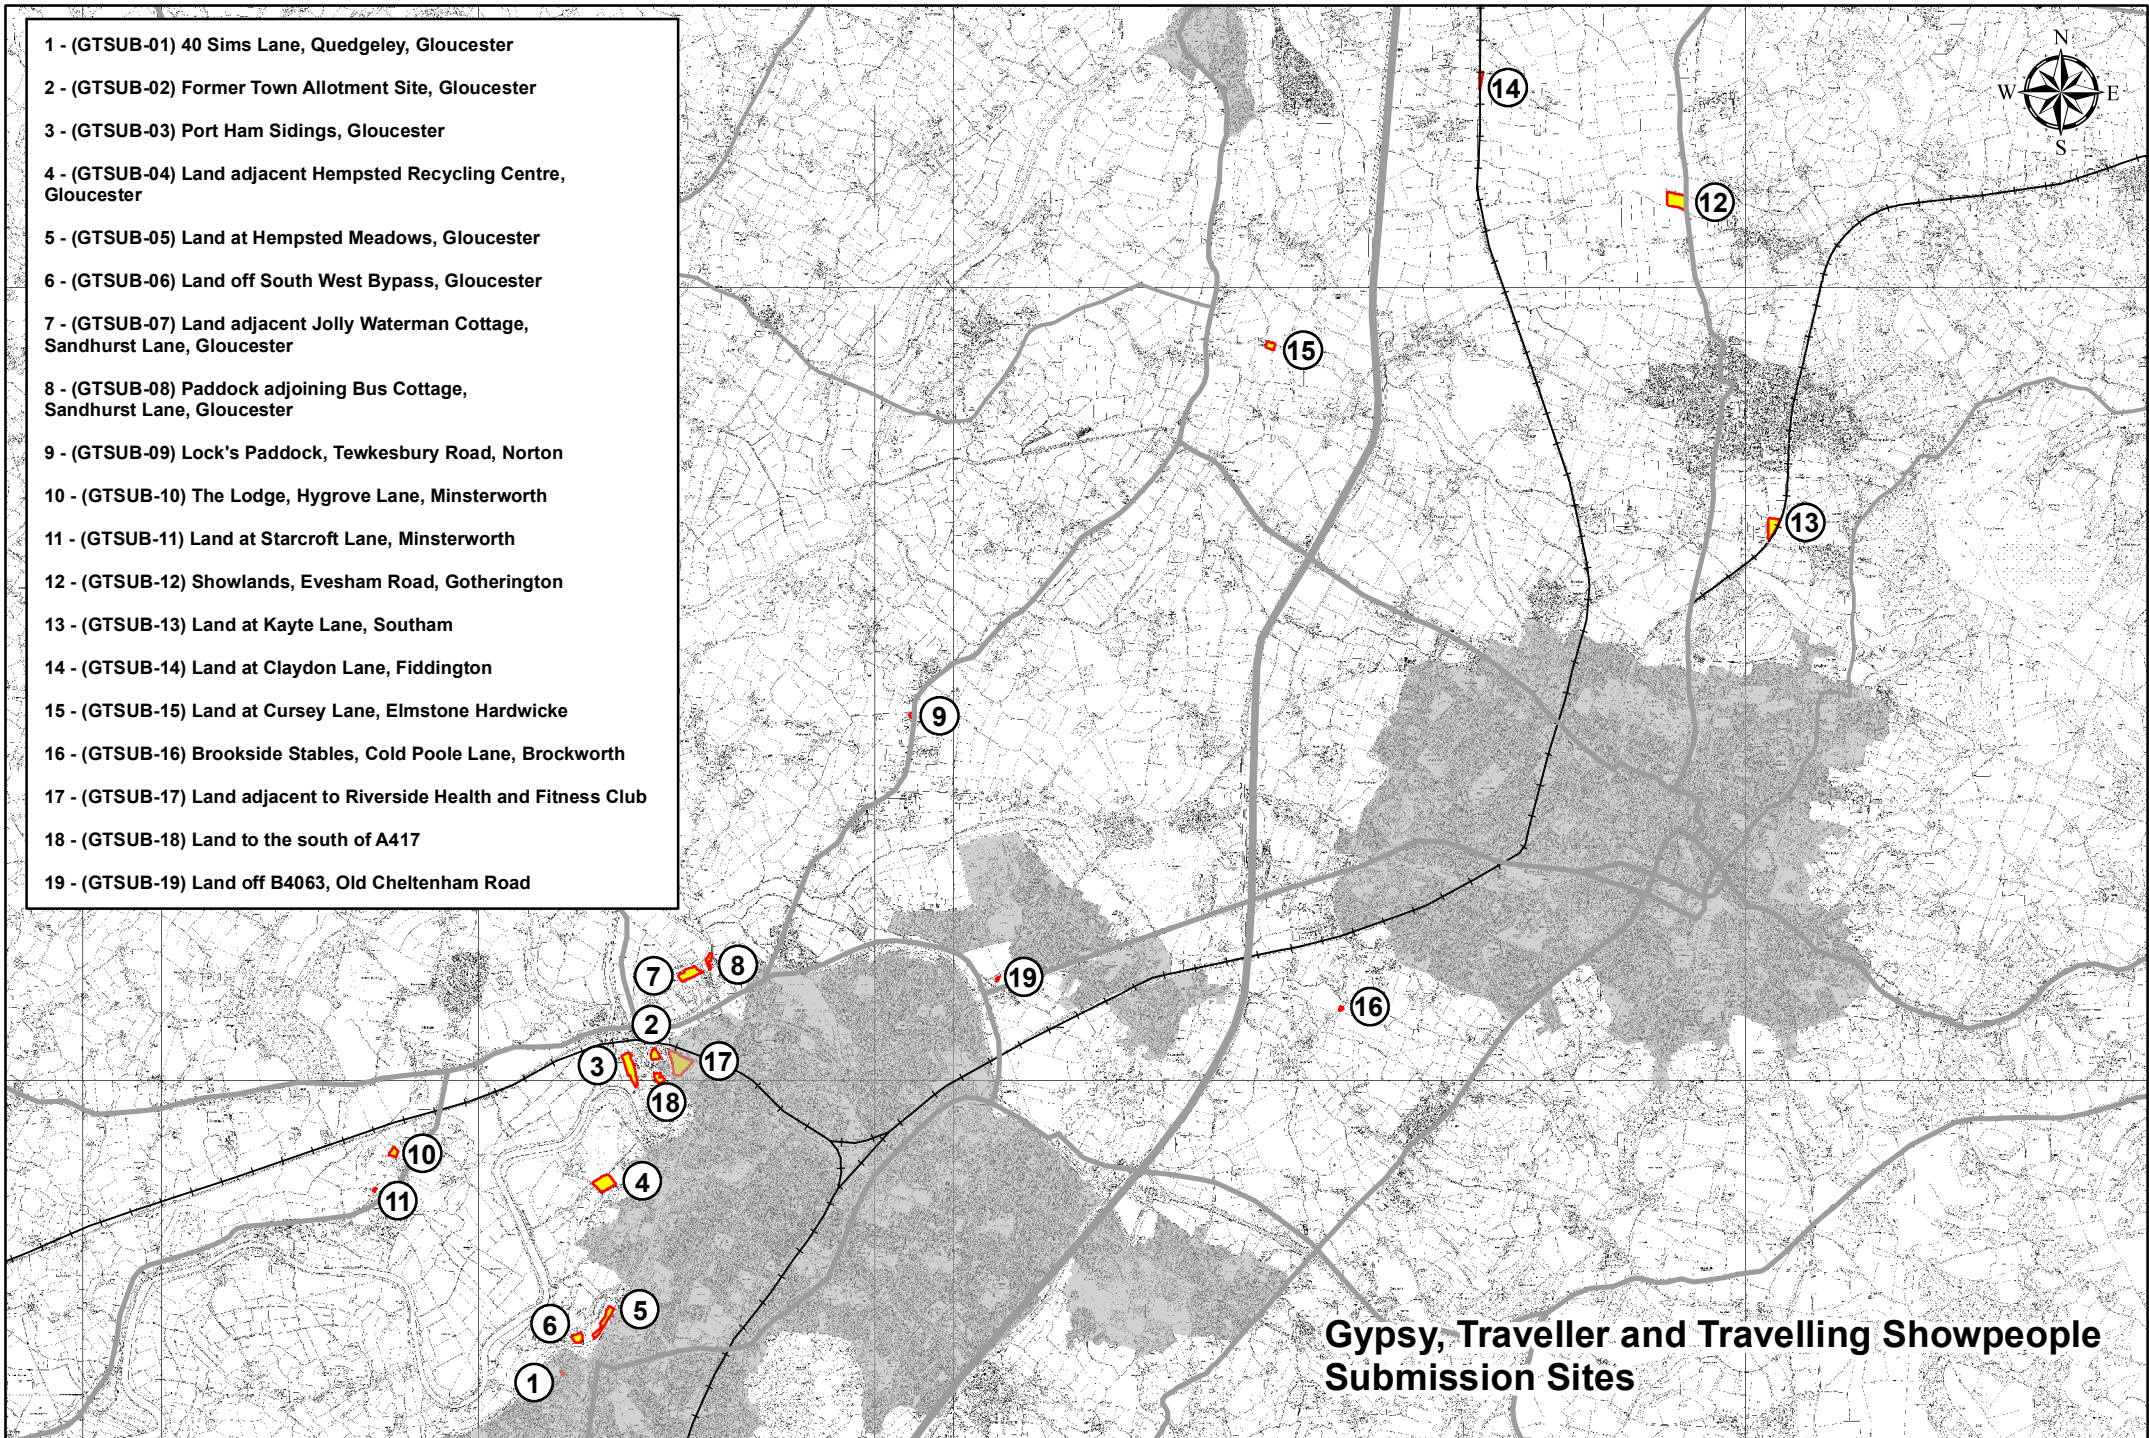 1 - (GTSUB-01) 40 Sims Lane, Quedgeley, Gloucester
2 - (GTSUB-02) Former Town Allotment Site, Gloucester
3 - (GTSUB-03) Port Ham Sidings, Gloucester
4 - (GTSUB-04) Land adjacent Hempsted Recycling Centre,
Gloucester
5 - (GTSUB-05) Land at Hempsted Meadows, Gloucester
6 - (GTSUB-06) Land off South West Bypass, Gloucester
7 - (GTSUB-07) Land adjacent Jolly Waterman Cottage,
Sandhurst Lane, Gloucester
8 - (GTSUB-08) Paddock adjoining Bus Cottage,
Sandhurst Lane, Gloucester
9 - (GTSUB-09) Lock's Paddock, Tewkesbury Road, Norton
10 - (GTSUB-10) The Lodge, Hygrove Lane, Minsterworth
11 - (GTSUB-11) Land at Starcroft Lane, Minsterworth
12 - (GTSUB-12) Showlands, Evesham Road, Gotherington
13 - (GTSUB-13) Land at Kayte Lane, Southam
14 - (GTSUB-14) Land at Claydon Lane, Fiddington
15 - (GTSUB-15) Land at Cursey Lane, Elmstone Hardwicke
16 - (GTSUB-16) Brookside Stables, Cold Poole Lane, Brockworth
17 - (GTSUB-17) Land adjacent to Riverside Health and Fitness Club
18 - (GTSUB-18) Land to the south of A417
19 - (GTSUB-19) Land off B4063, Old Cheltenham Road
N
W E
S
14
12
15
13
9
7
8
19
2
16
3
17
18
10
4
11
5
6
1
Gypsy, Traveller and Travelling Showpeople
Submission Sites